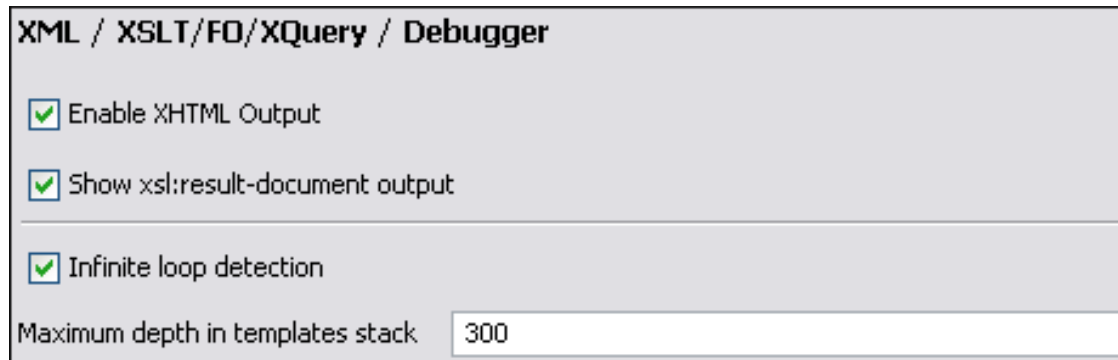 XML / XSLT/FO/XQuery / Debugger
Enable XHTML Output
Show xsl:result-document output
Infinite loop detection
Maximum depth in templates stack 300